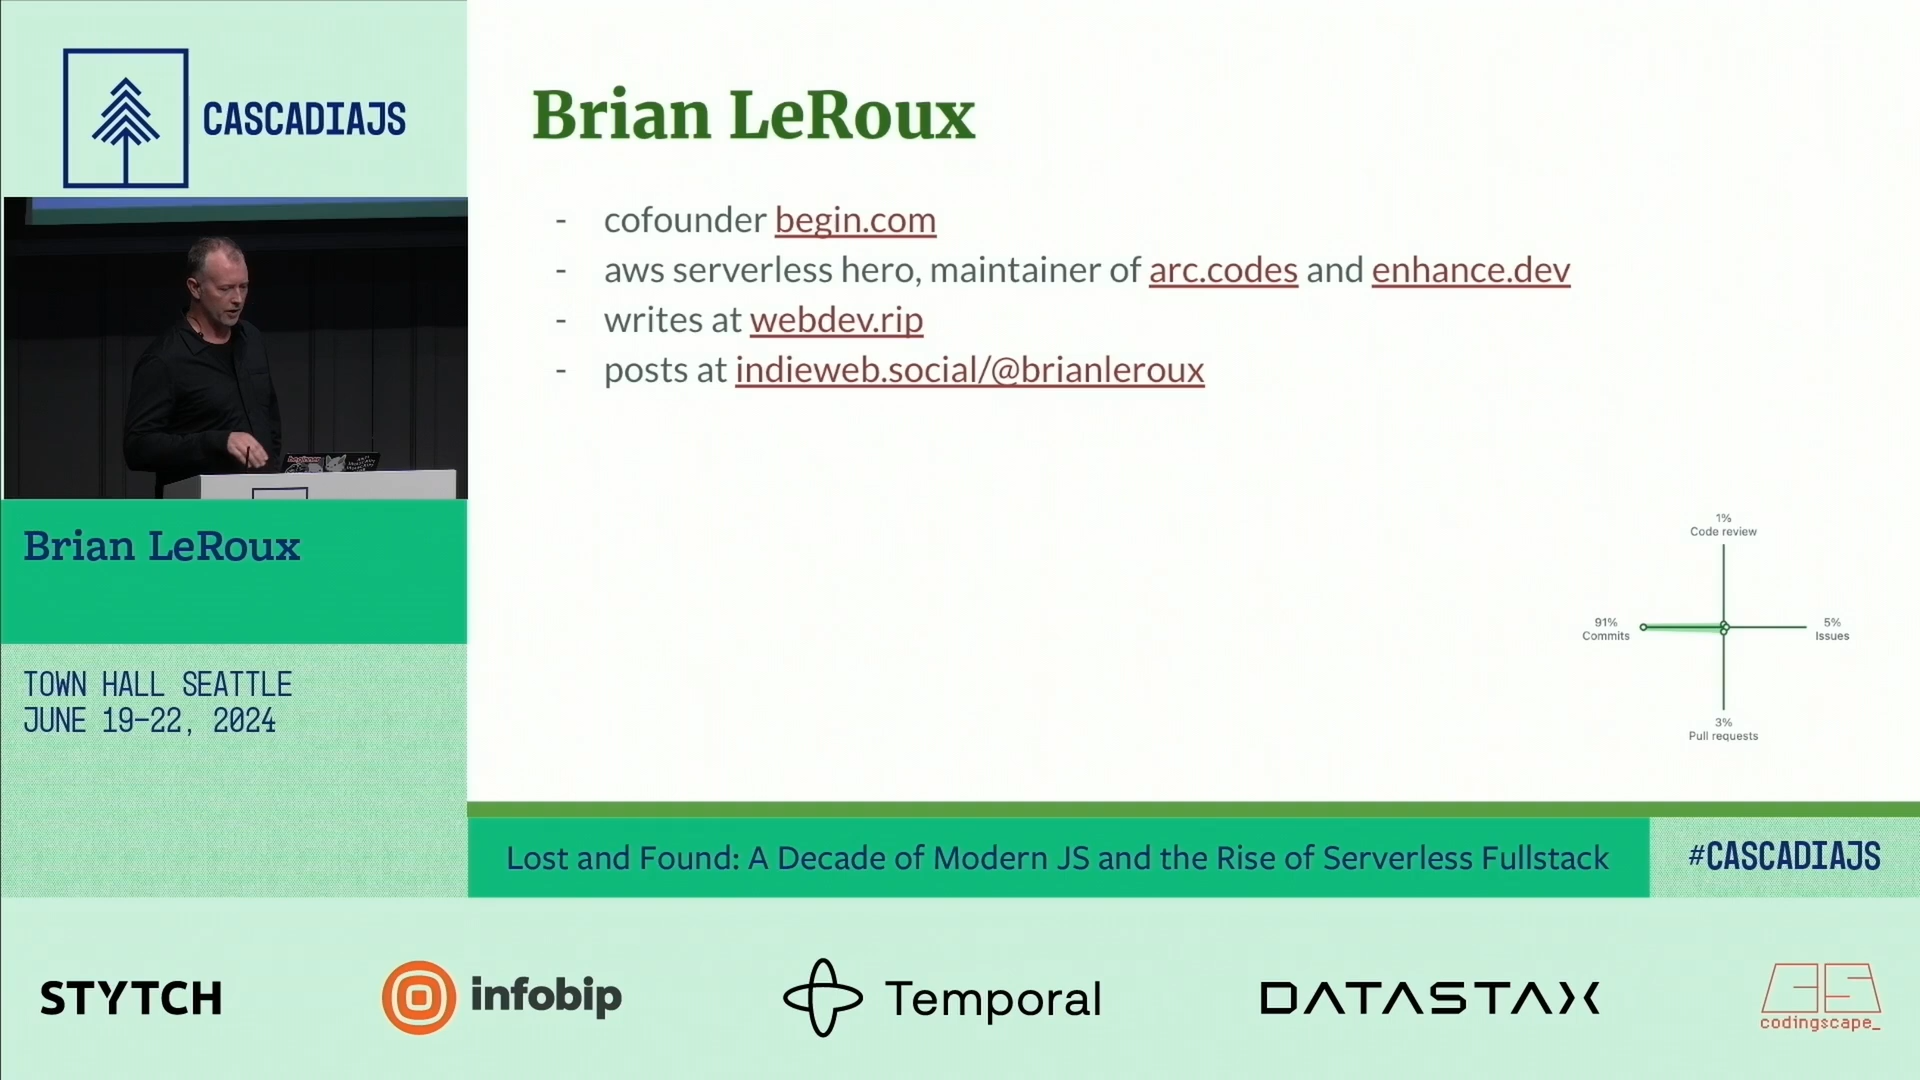 CASCADIAJS
Brian LeRoux
- cofounder begin.com
- aws serverless hero, maintainer of arc.codes and enhance.dev
- writes at webdev.rip
- posts at indieweb.social/@brianleroux
1%
Code review
91%
Commits
5%
Issues
3%
Pull requests
Brian LeRoux
TOWN HALL SEATTLE
JUNE 19-22, 2024
Lost and Found: A Decade of Modern JS and the Rise of Serverless Fullstack
#CASCADIAJS
STYTCH
infobip
Temporal
DATASTAX
CS
codingscape_